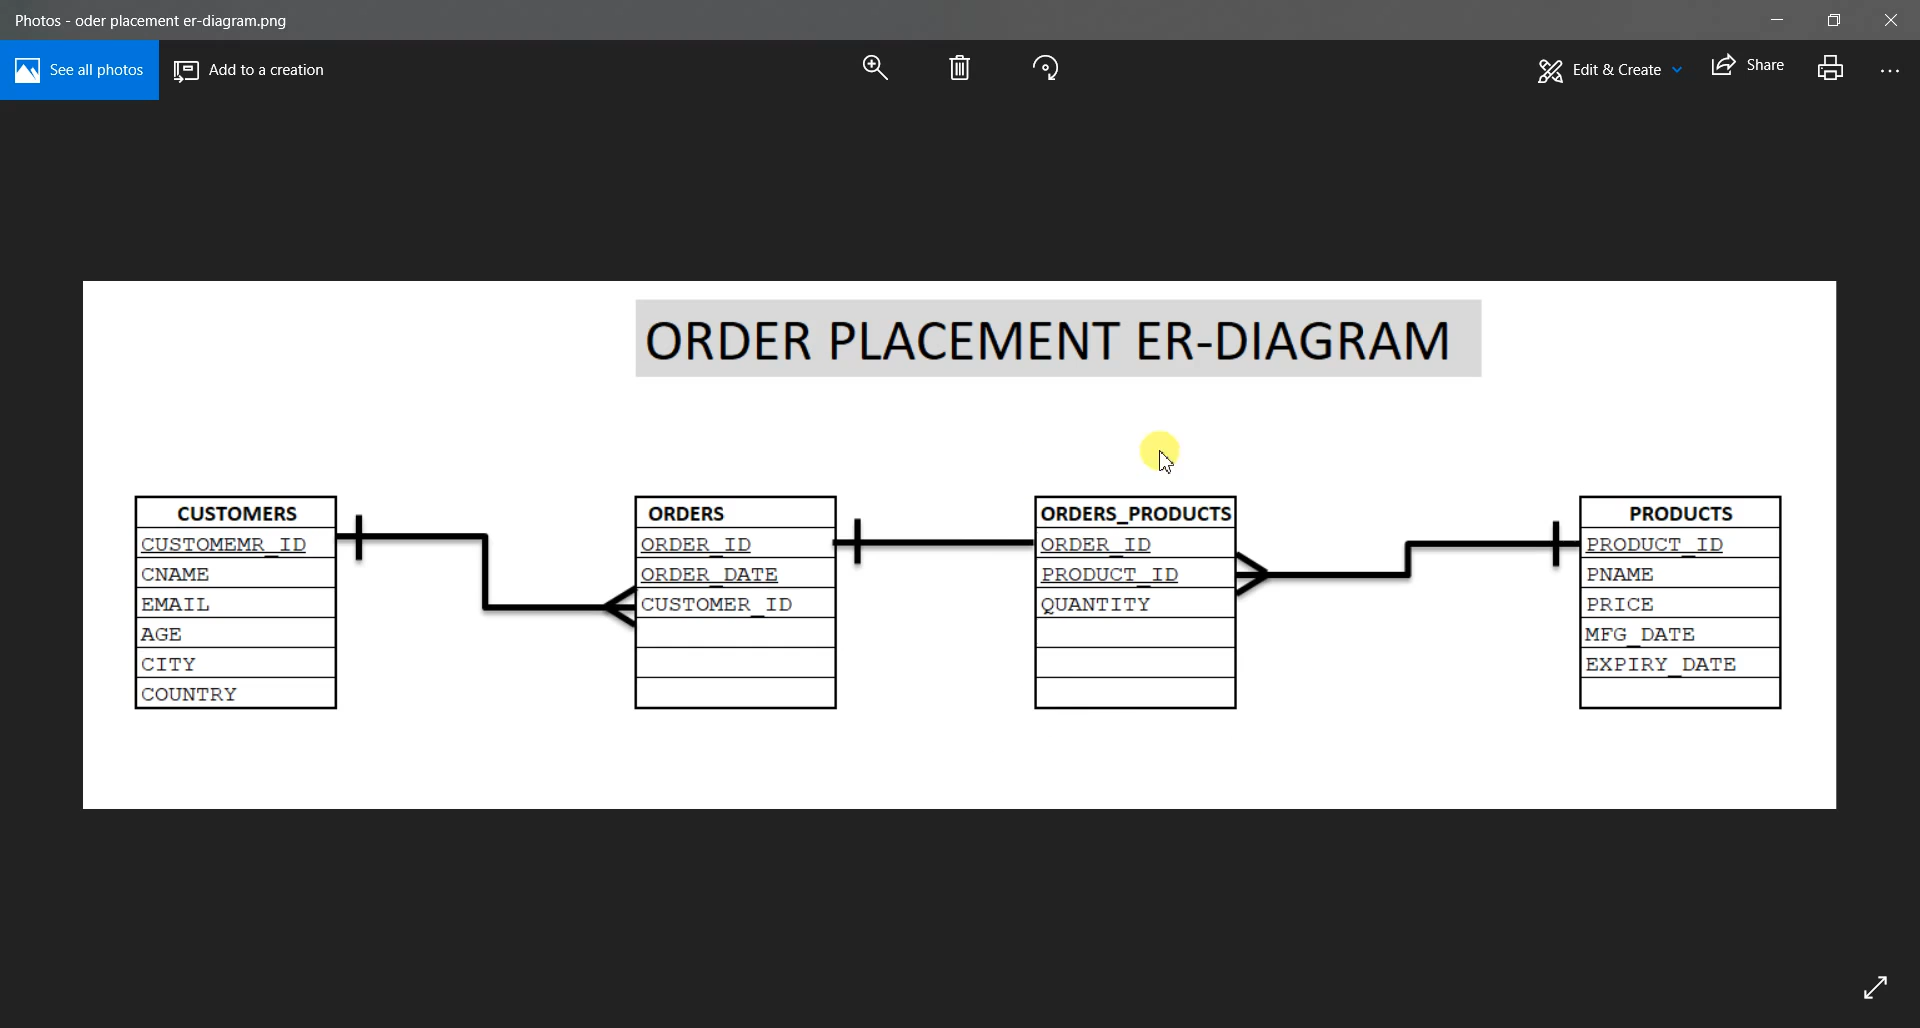 Photos - oder placement er-diagram.png
See all photos
Add to a creation
Edit & Create
Share
ORDER PLACEMENT ER-DIAGRAM
CUSTOMERS
CUSTOMEMR_ID
CNAME
EMAIL
AGE
CITY
COUNTRY
ORDERS
ORDER_ID
ORDER_DATE
CUSTOMER_ID
ORDERS_PRODUCTS
ORDER_ID
PRODUCT_ID
QUANTITY
PRODUCTS
PRODUCT_ID
PNAME
PRICE
MFG_DATE
EXPIRY_DATE